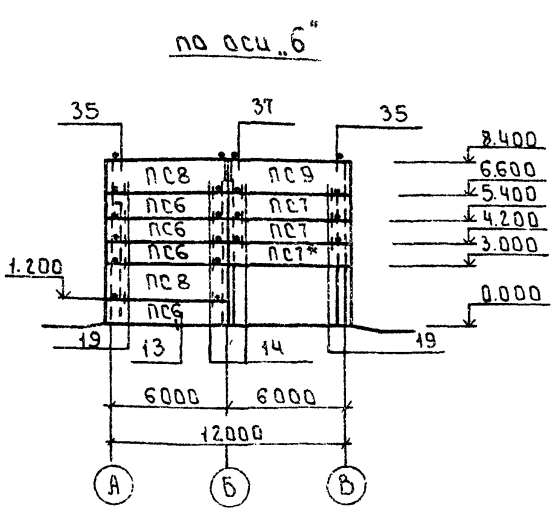 по оси „6“
35 37 35
8.400
ПС8 ПС9
6.600
ПС6 ПС7
5.400
ПС6 ПС7
4.200
ПС6 ПС7*
3.000
1.200
ПС8
0.000
ПС6
19 13 14 19
6000 6000
12000
А Б В